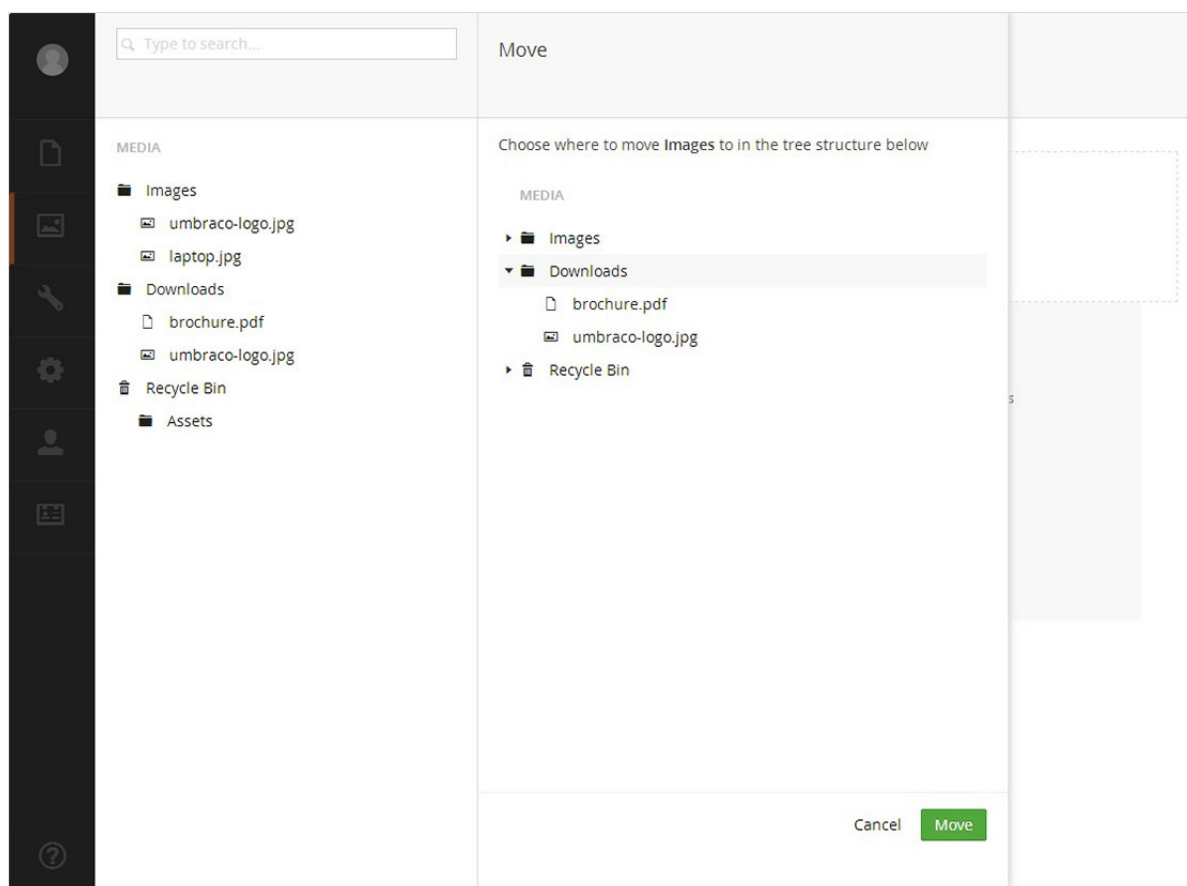 Type to search...
MEDIA
Images
umbraco-logo.jpg
laptop.jpg
Downloads
brochure.pdf
umbraco-logo.jpg
Recycle Bin
Assets
Move
Choose where to move Images to in the tree structure below
MEDIA
Images
Downloads
brochure.pdf
umbraco-logo.jpg
Recycle Bin
Cancel
Move
s